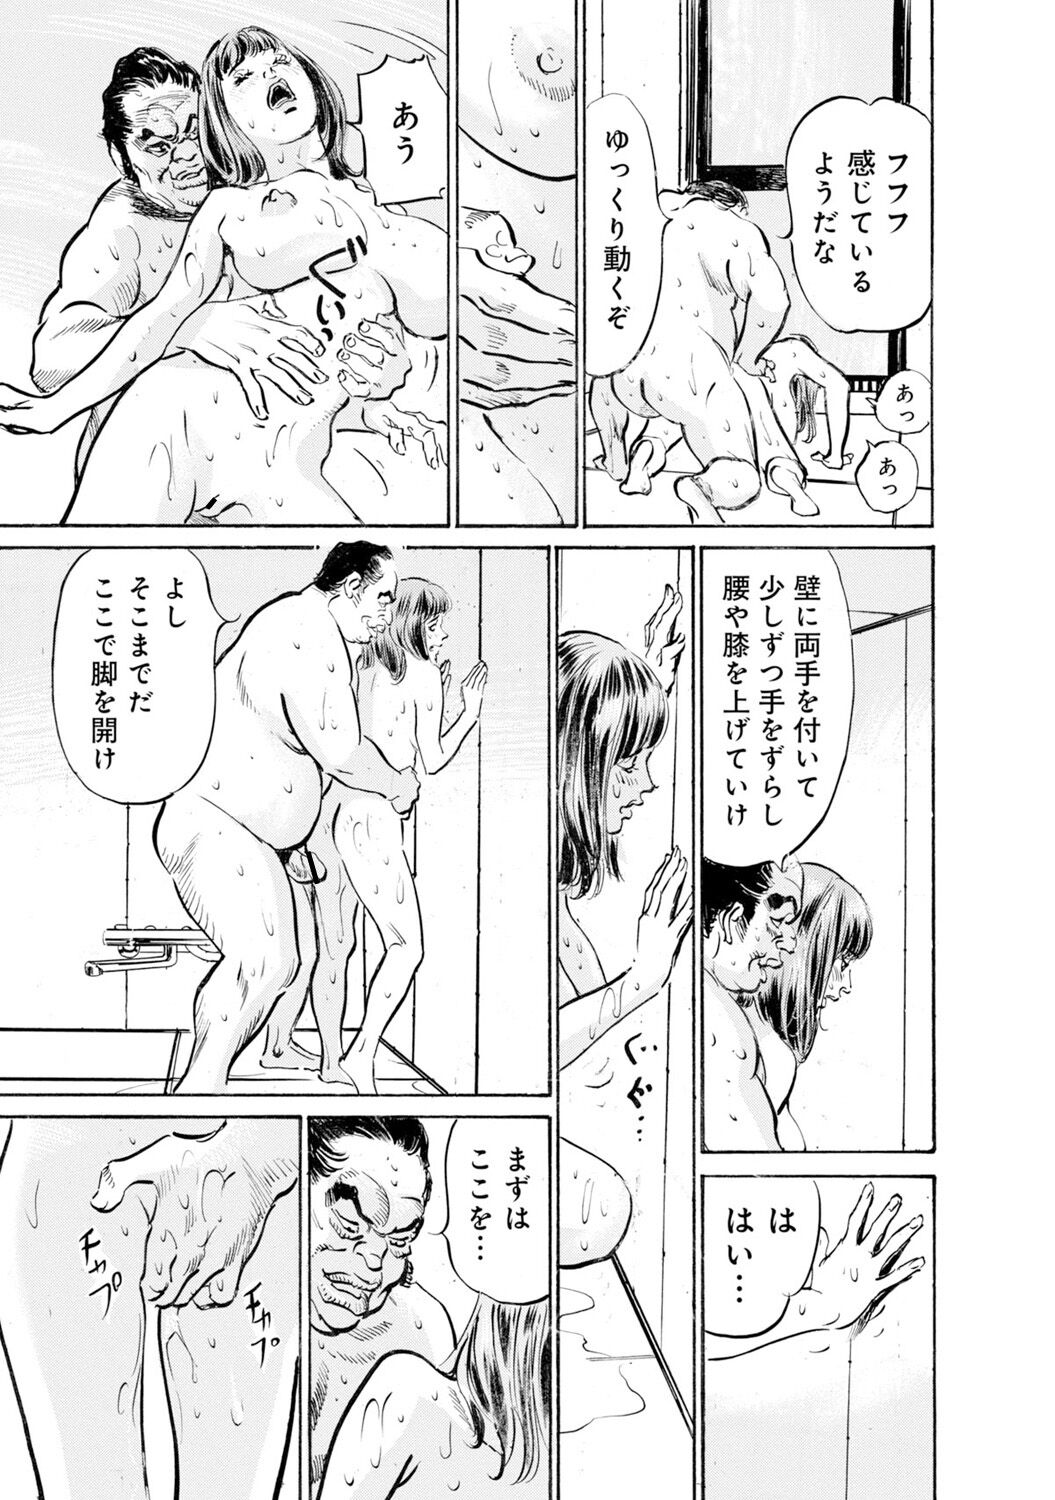 フフフ
感じている
ようだな
ゆっくり動くぞ
あっ
あっ
あう
ぐい
壁に両手を付いて
少しずつ手をずらし
腰や膝を上げていけ
ぐぐ…
は
はい…
よし
そこまでだ
ここで脚を開け
まずは
ここを…
チャプ
チャプ